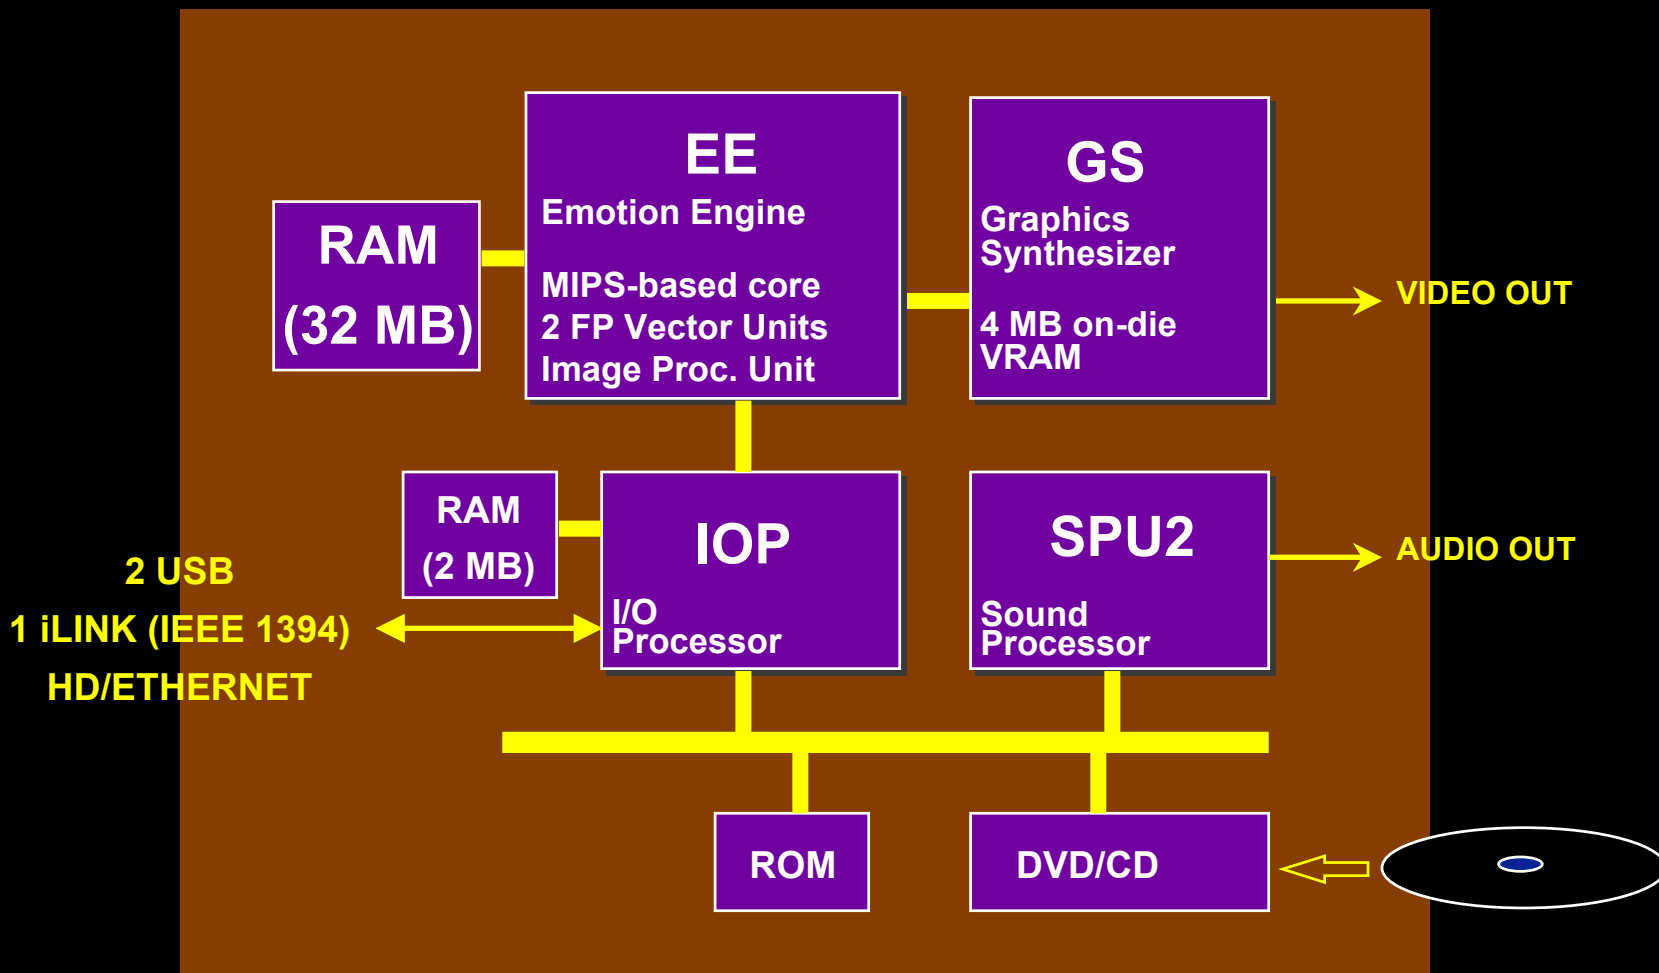 EE
Emotion Engine
MIPS-based core
2 FP Vector Units
Image Proc. Unit
GS
Graphics
Synthesizer
4 MB on-die
VRAM
RAM
(32 MB)
VIDEO OUT
RAM
(2 MB)
IOP
I/O
Processor
SPU2
Sound
Processor
AUDIO OUT
2 USB
1 iLINK (IEEE 1394)
HD/ETHERNET
ROM
DVD/CD